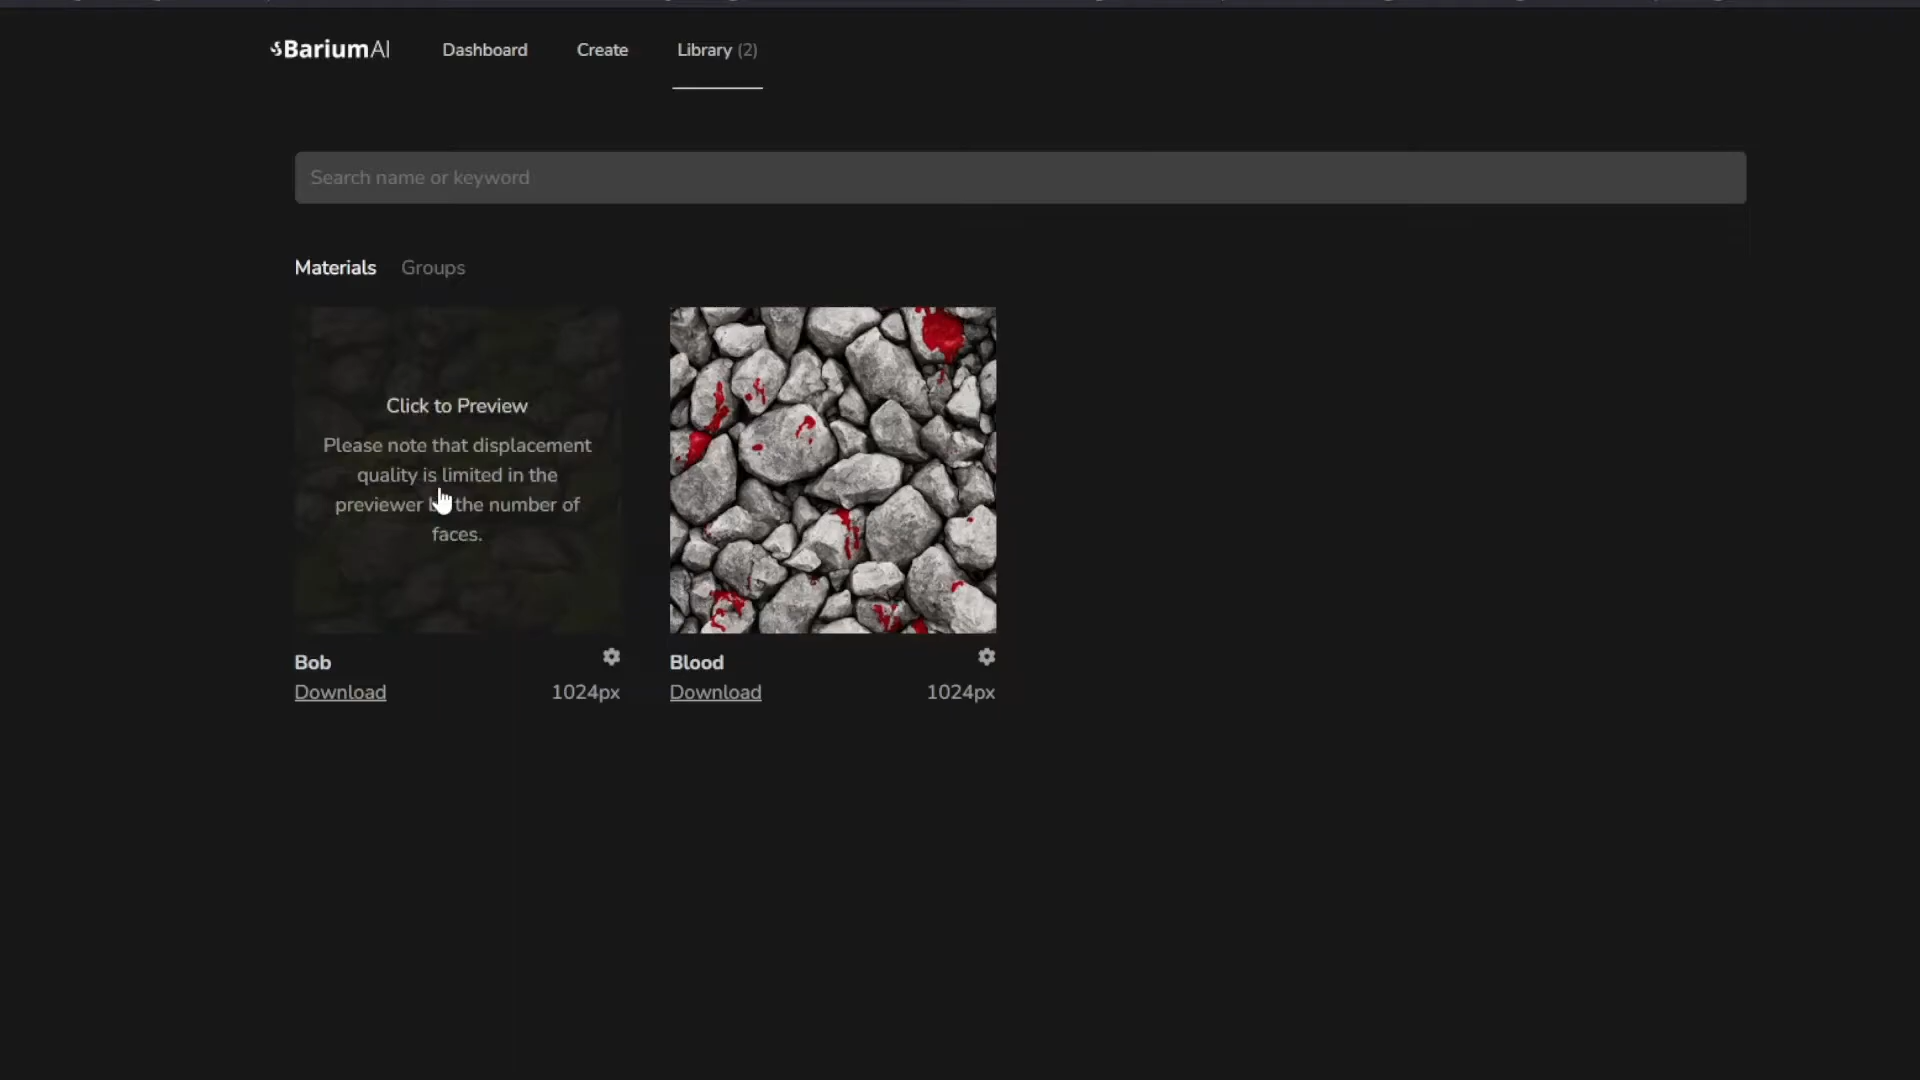 BariumAI
Dashboard
Create
Library (2)
Search name or keyword
Materials
Groups
Click to Preview
Please note that displacement
quality is limited in the
previewer the number of
faces.
Bob
Download
1024px
Blood
Download
1024px